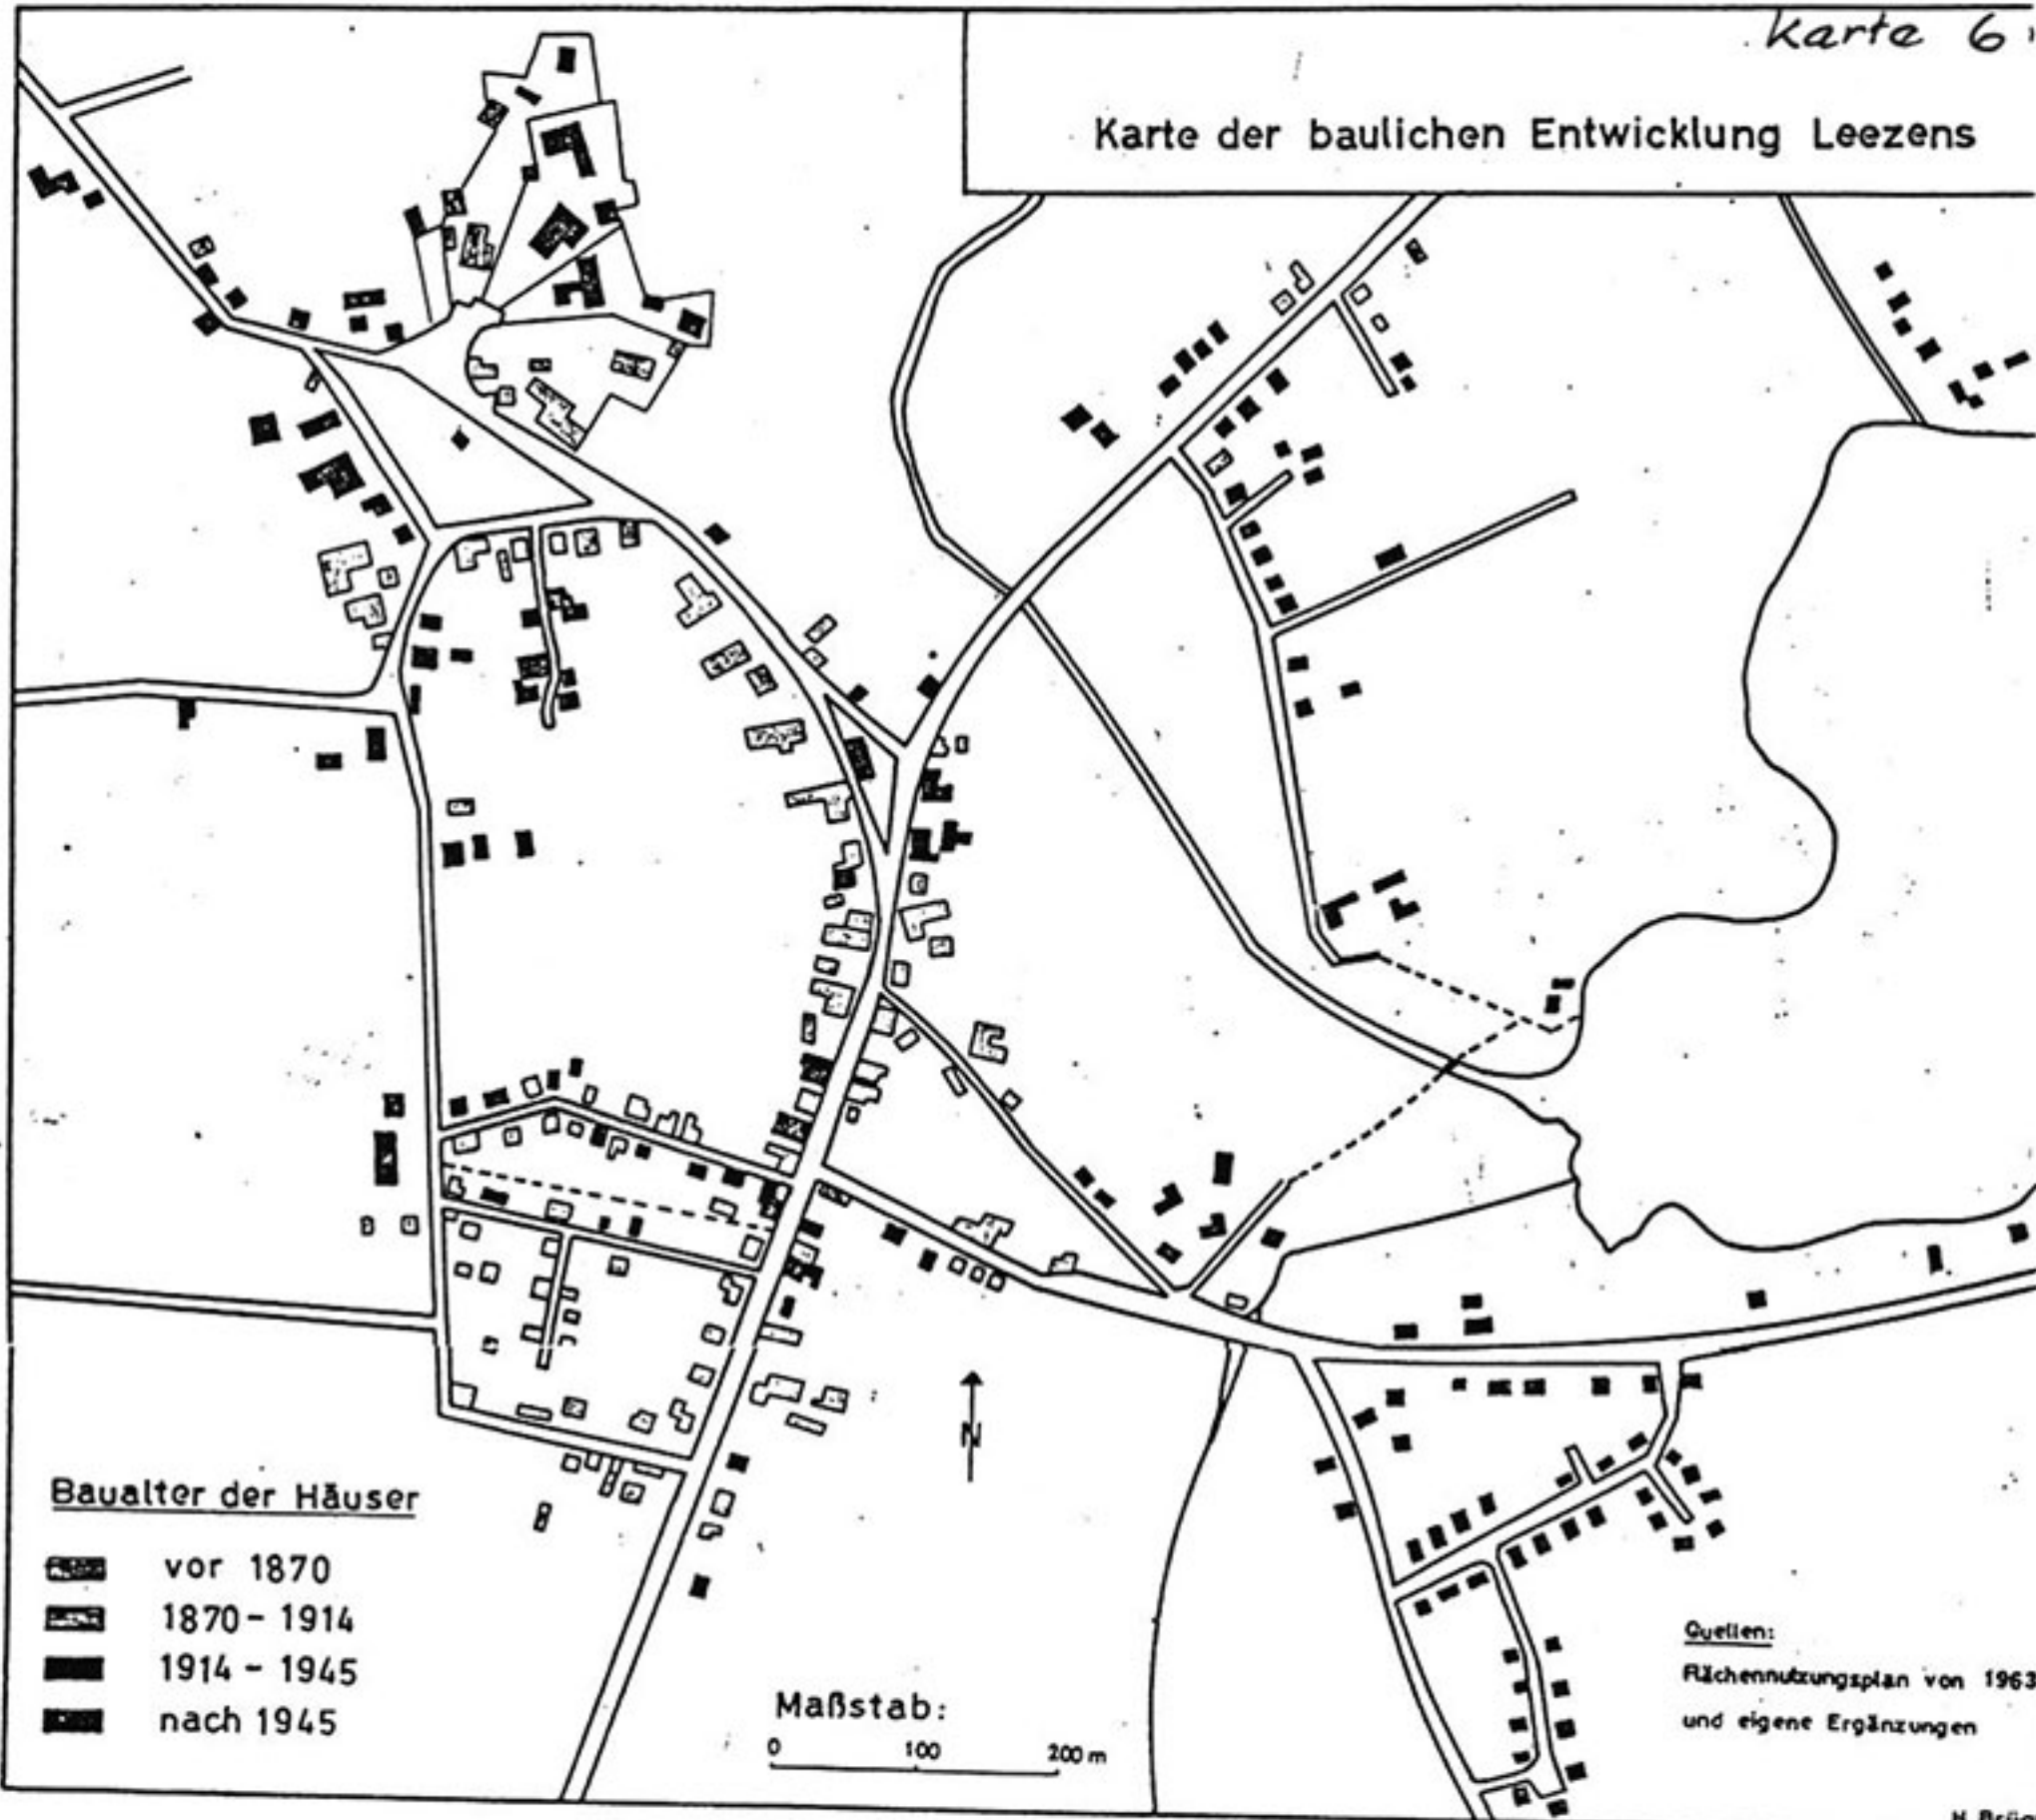 Karte 6
Karte der baulichen Entwicklung Leezens
N
Baualter der Häuser
vor 1870
1870 - 1914
1914 - 1945
nach 1945
Maßstab:
0 100 200 m
Quellen:
Flächennutzungsplan von 1963
und eigene Ergänzungen